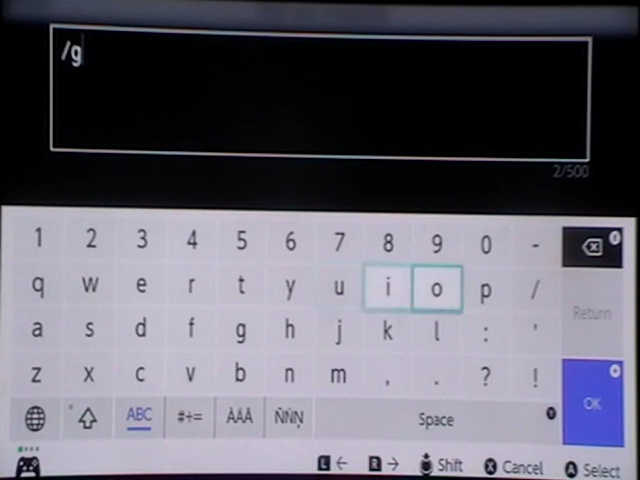 /g
2/500
1 2 3 4 5 6 7 8 9 0 -
q w e r t y u i o p /
Return
a s d f g h j k l : '
z x c v b n m , . ? !
OK
ABC #+= ÀÁÂ ÑŃŅ Space
L ← R → Shift X Cancel A Select